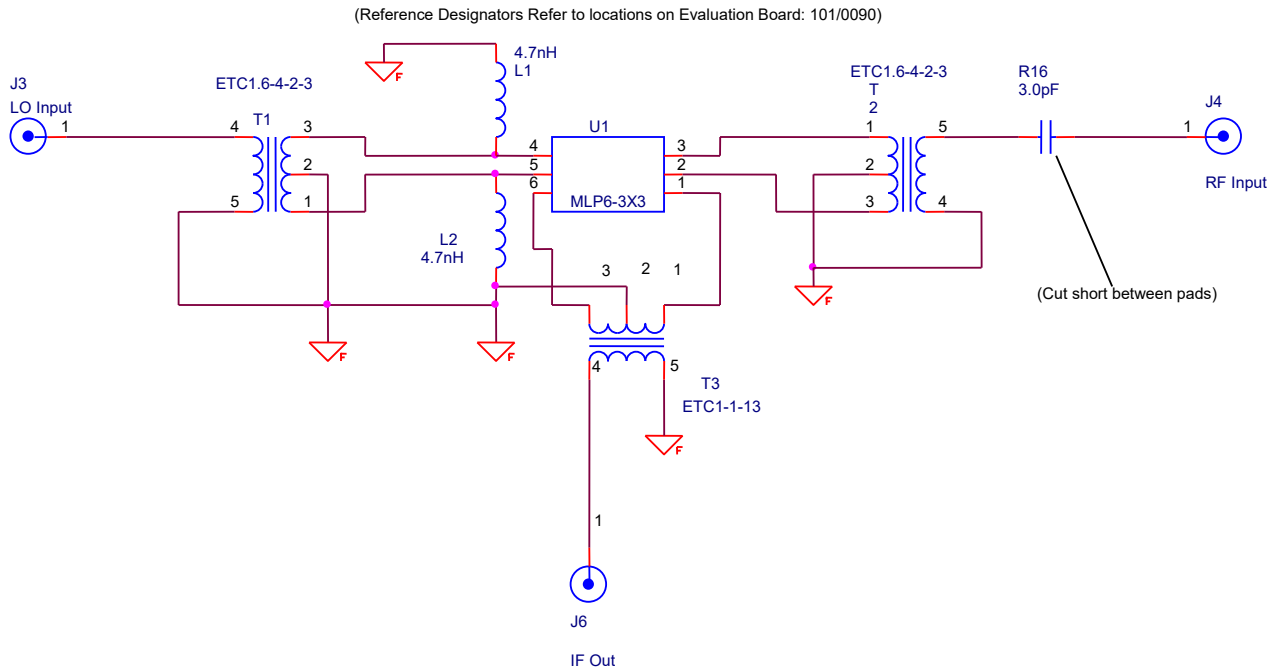 (Reference Designators Refer to locations on Evaluation Board: 101/0090)
J3
LO Input
1
ETC1.6-4-2-3
T1
4
5
3
2
1
F
4.7nH
L1
L2
4.7nH
F
F
U1
4
5
6
3
2
1
MLP6-3X3
3
2
1
4
5
T3
ETC1-1-13
F
1
J6
IF Out
ETC1.6-4-2-3
T
2
1
2
3
5
4
F
R16
3.0pF
(Cut short between pads)
1
J4
RF Input